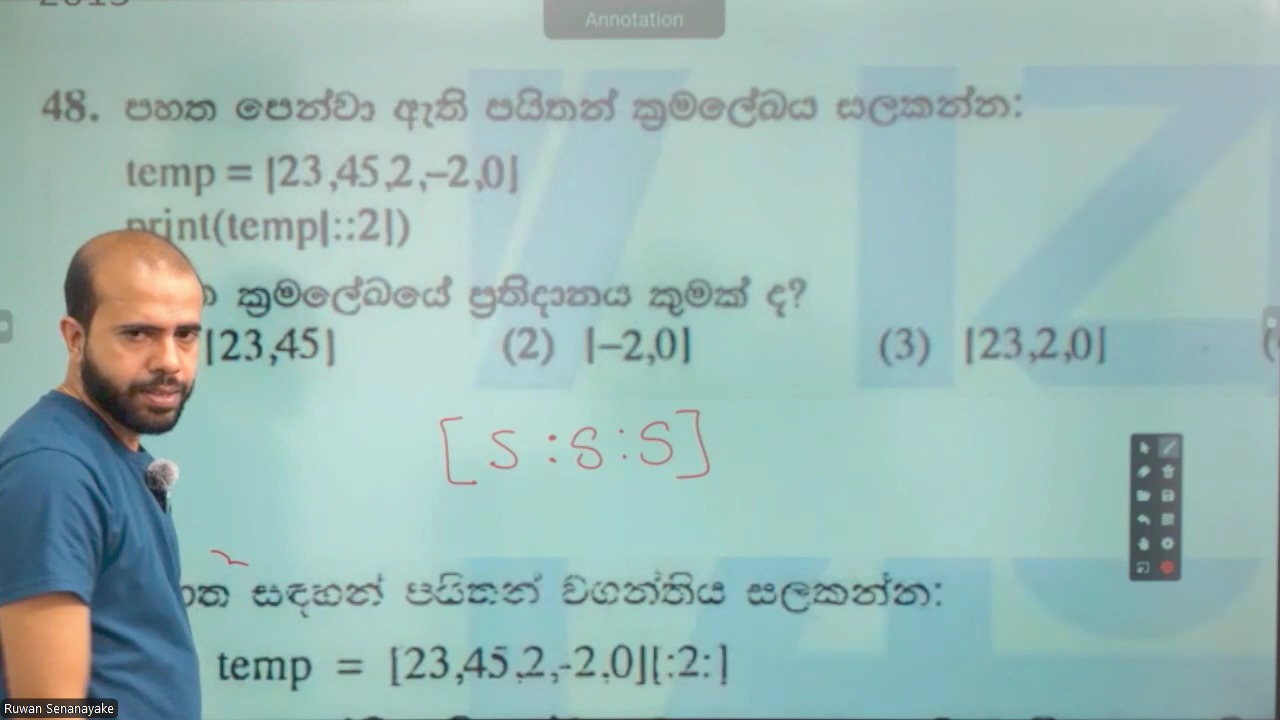 Annotation
48. පහත පෙන්වා ඇති පයිතන් ක්‍රමලේඛය සලකන්න:
temp = [23,45,2,–2,0]
print(temp[::2])
ක්‍රමලේඛයේ ප්‍රතිදානය කුමක් ද?
[23,45] (2) [–2,0] (3) [23,2,0]
[S:S:S]
සඳහන් පයිතන් වගන්තිය සලකන්න:
temp = [23,45,2,-2,0][:2:]
Ruwan Senanayake